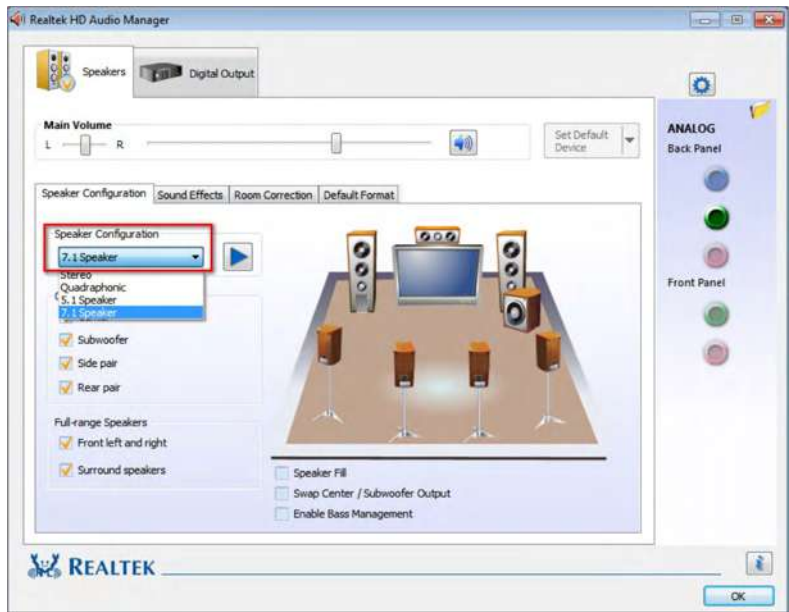 Realtek HD Audio Manager
Speakers
Digital Output
Main Volume
L
R
Set Default
Device
ANALOG
Back Panel
Speaker Configuration
Sound Effects
Room Correction
Default Format
Speaker Configuration
7.1 Speaker
Stereo
Quadraphonic
5.1 Speaker
7.1 Speaker
Subwoofer
Side pair
Rear pair
Full-range Speakers
Front left and right
Surround speakers
Speaker Fill
Swap Center / Subwoofer Output
Enable Bass Management
Front Panel
REALTEK
OK